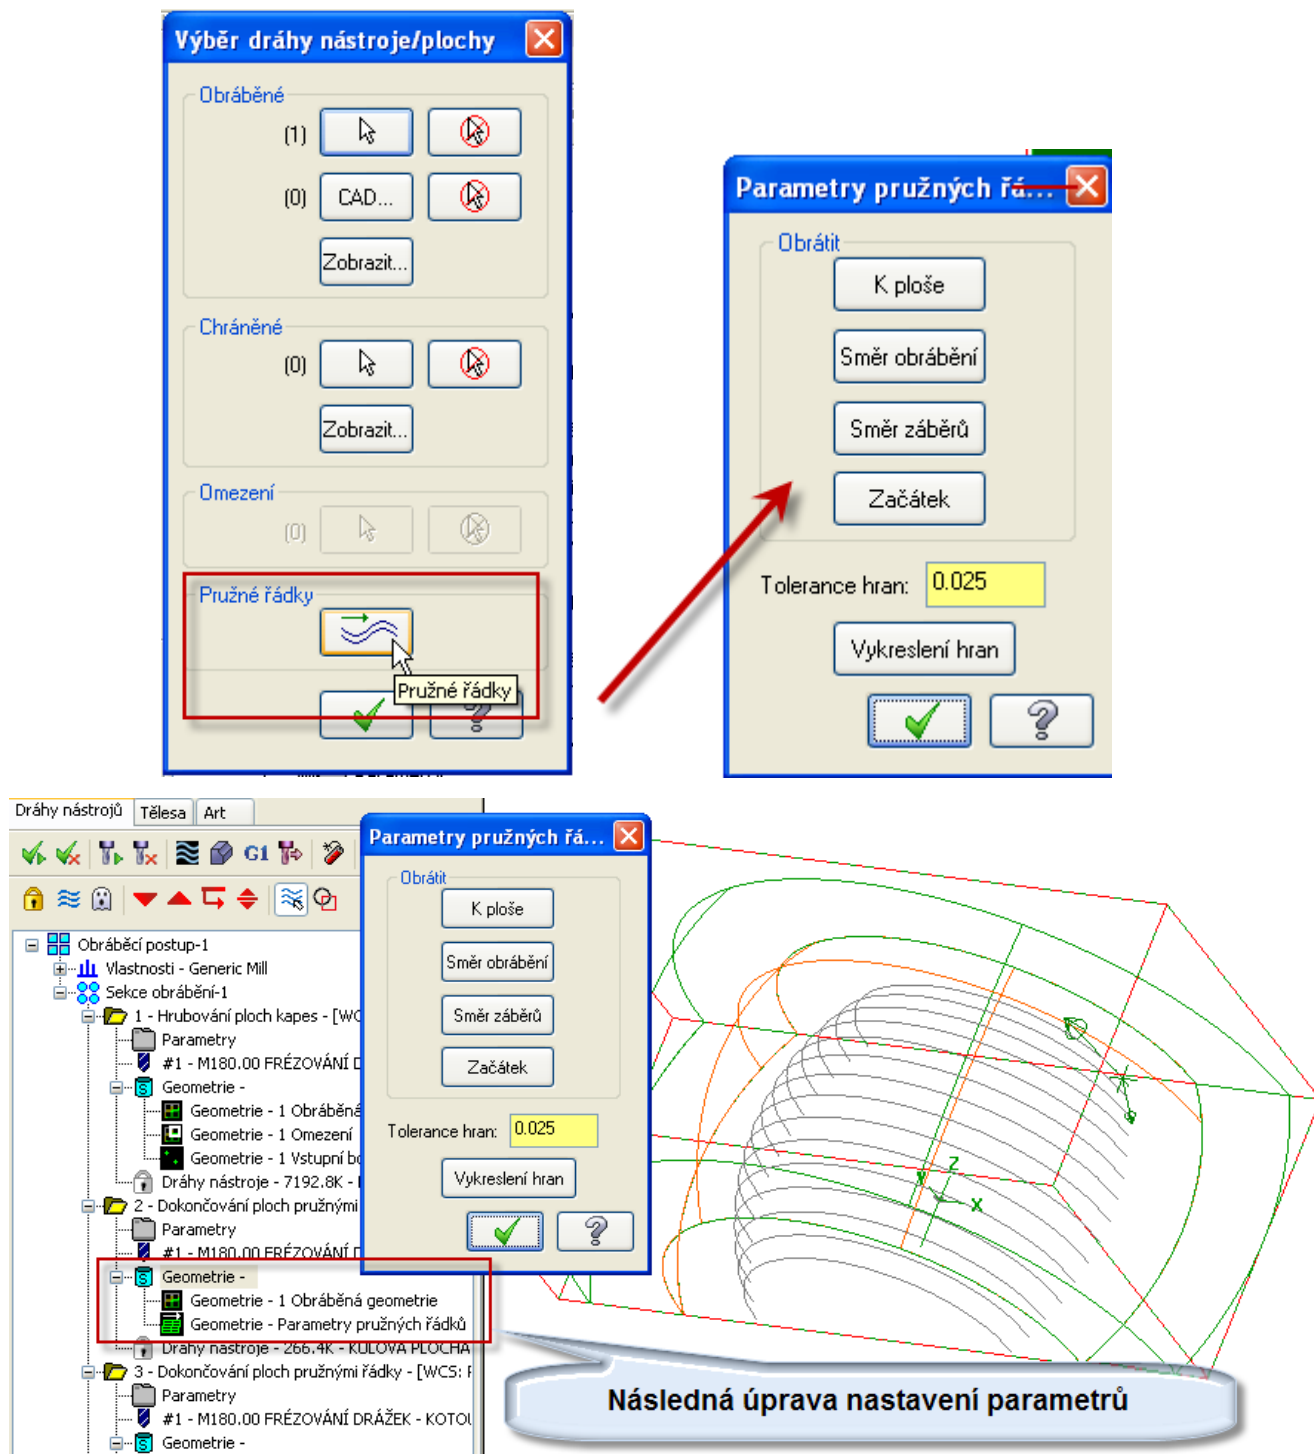 Výběr dráhy nástroje/plochy
Obráběné
(1)
(0) CAD...
Zobrazit...
Chráněné
(0)
Zobrazit...
Omezení
(0)
Pružné řádky
Pružné řádky
Parametry pružných řá...
Obrátit
K ploše
Směr obrábění
Směr záběrů
Začátek
Tolerance hran: 0.025
Vykreslení hran
Dráhy nástrojů Tělesa Art
G1
Obráběcí postup-1
Vlastnosti - Generic Mill
Sekce obrábění-1
1 - Hrubování ploch kapes - [WC
Parametry
#1 - M180.00 FRÉZOVÁNÍ D
Geometrie -
Geometrie - 1 Obráběná
Geometrie - 1 Omezení
Geometrie - 1 Vstupní bo
Dráhy nástroje - 7192.8K -
2 - Dokončování ploch pružnými
Parametry
#1 - M180.00 FRÉZOVÁNÍ D
Geometrie -
Geometrie - 1 Obráběná geometrie
Geometrie - Parametry pružných řádků
Dráhy nástroje - 266.4K - KULOVÁ PLOCHA
3 - Dokončování ploch pružnými řádky - [WCS:
Parametry
#1 - M180.00 FRÉZOVÁNÍ DRÁŽEK - KOTOU
Geometrie -
Parametry pružných řá...
Obrátit
K ploše
Směr obrábění
Směr záběrů
Začátek
Tolerance hran: 0.025
Vykreslení hran
Z
Y
X
Následná úprava nastavení parametrů